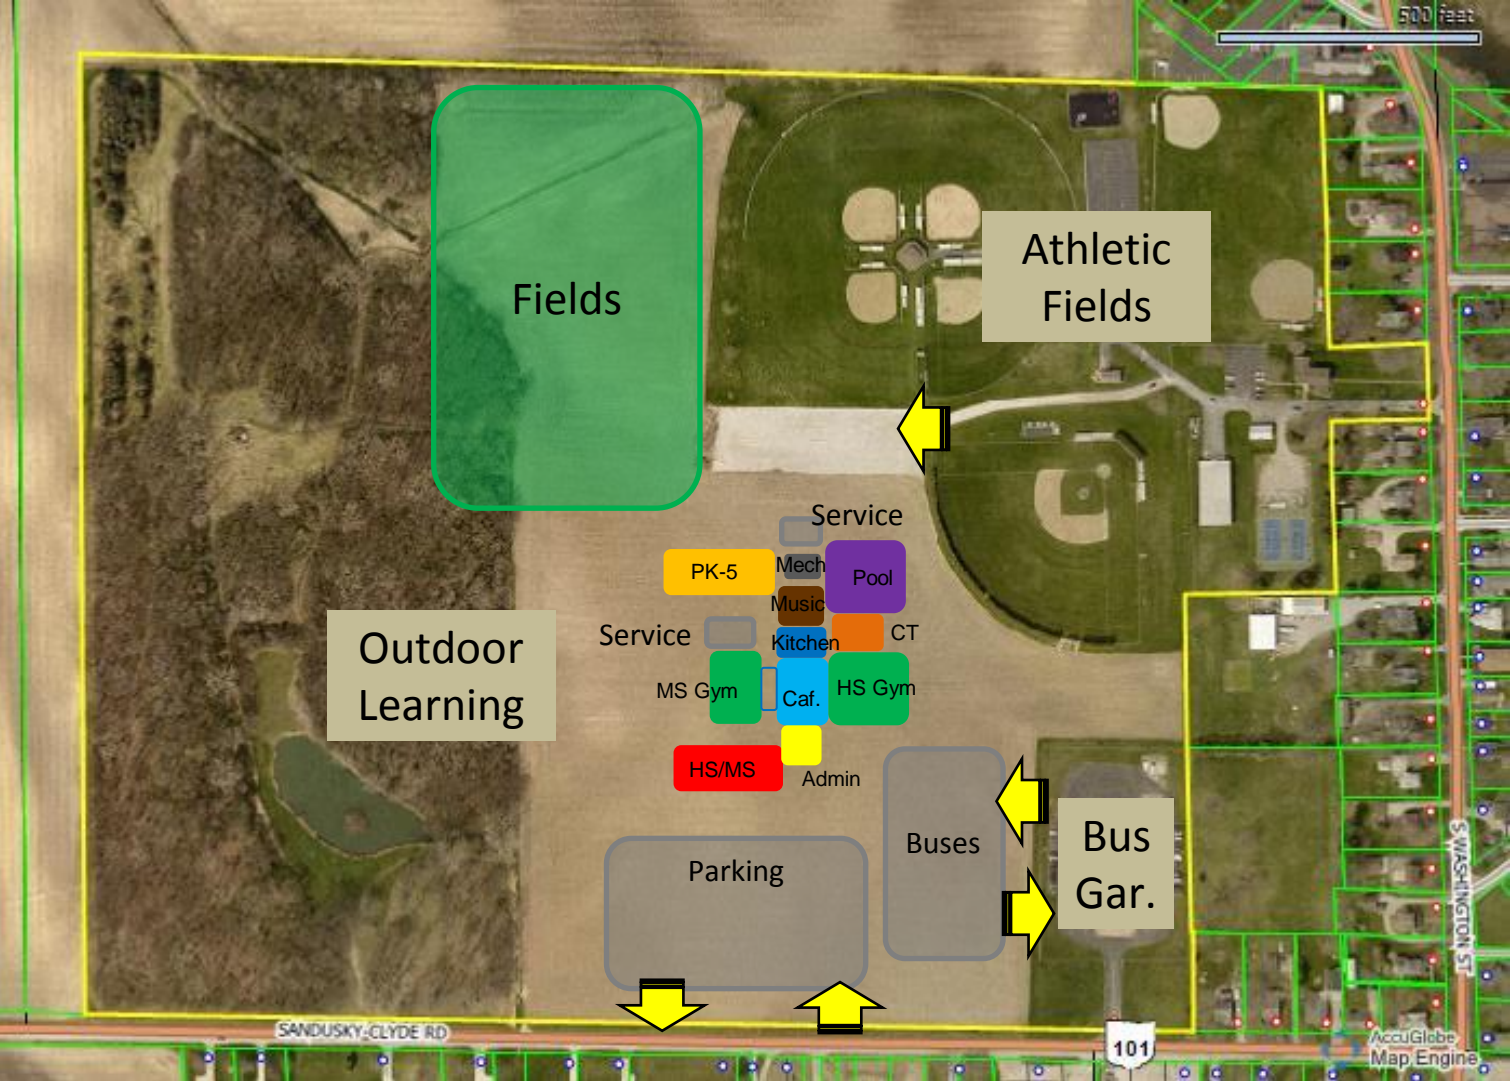 500 feet
Athletic
Fields
Fields
Service
PK-5
Mech
Pool
Music
Service
Kitchen
CT
MS Gym
Caf.
HS Gym
Outdoor
Learning
HS/MS
Admin
Buses
Bus
Gar.
Parking
S WASHINGTON ST
SANDUSKY-CLYDE RD
101
AccuGlobe
Map Engine